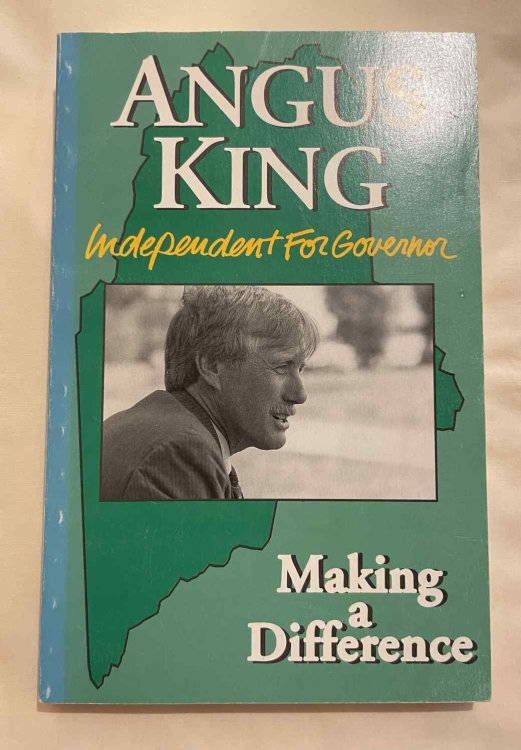 ANGUS
KING
Independent For Governor
Making
a
Difference